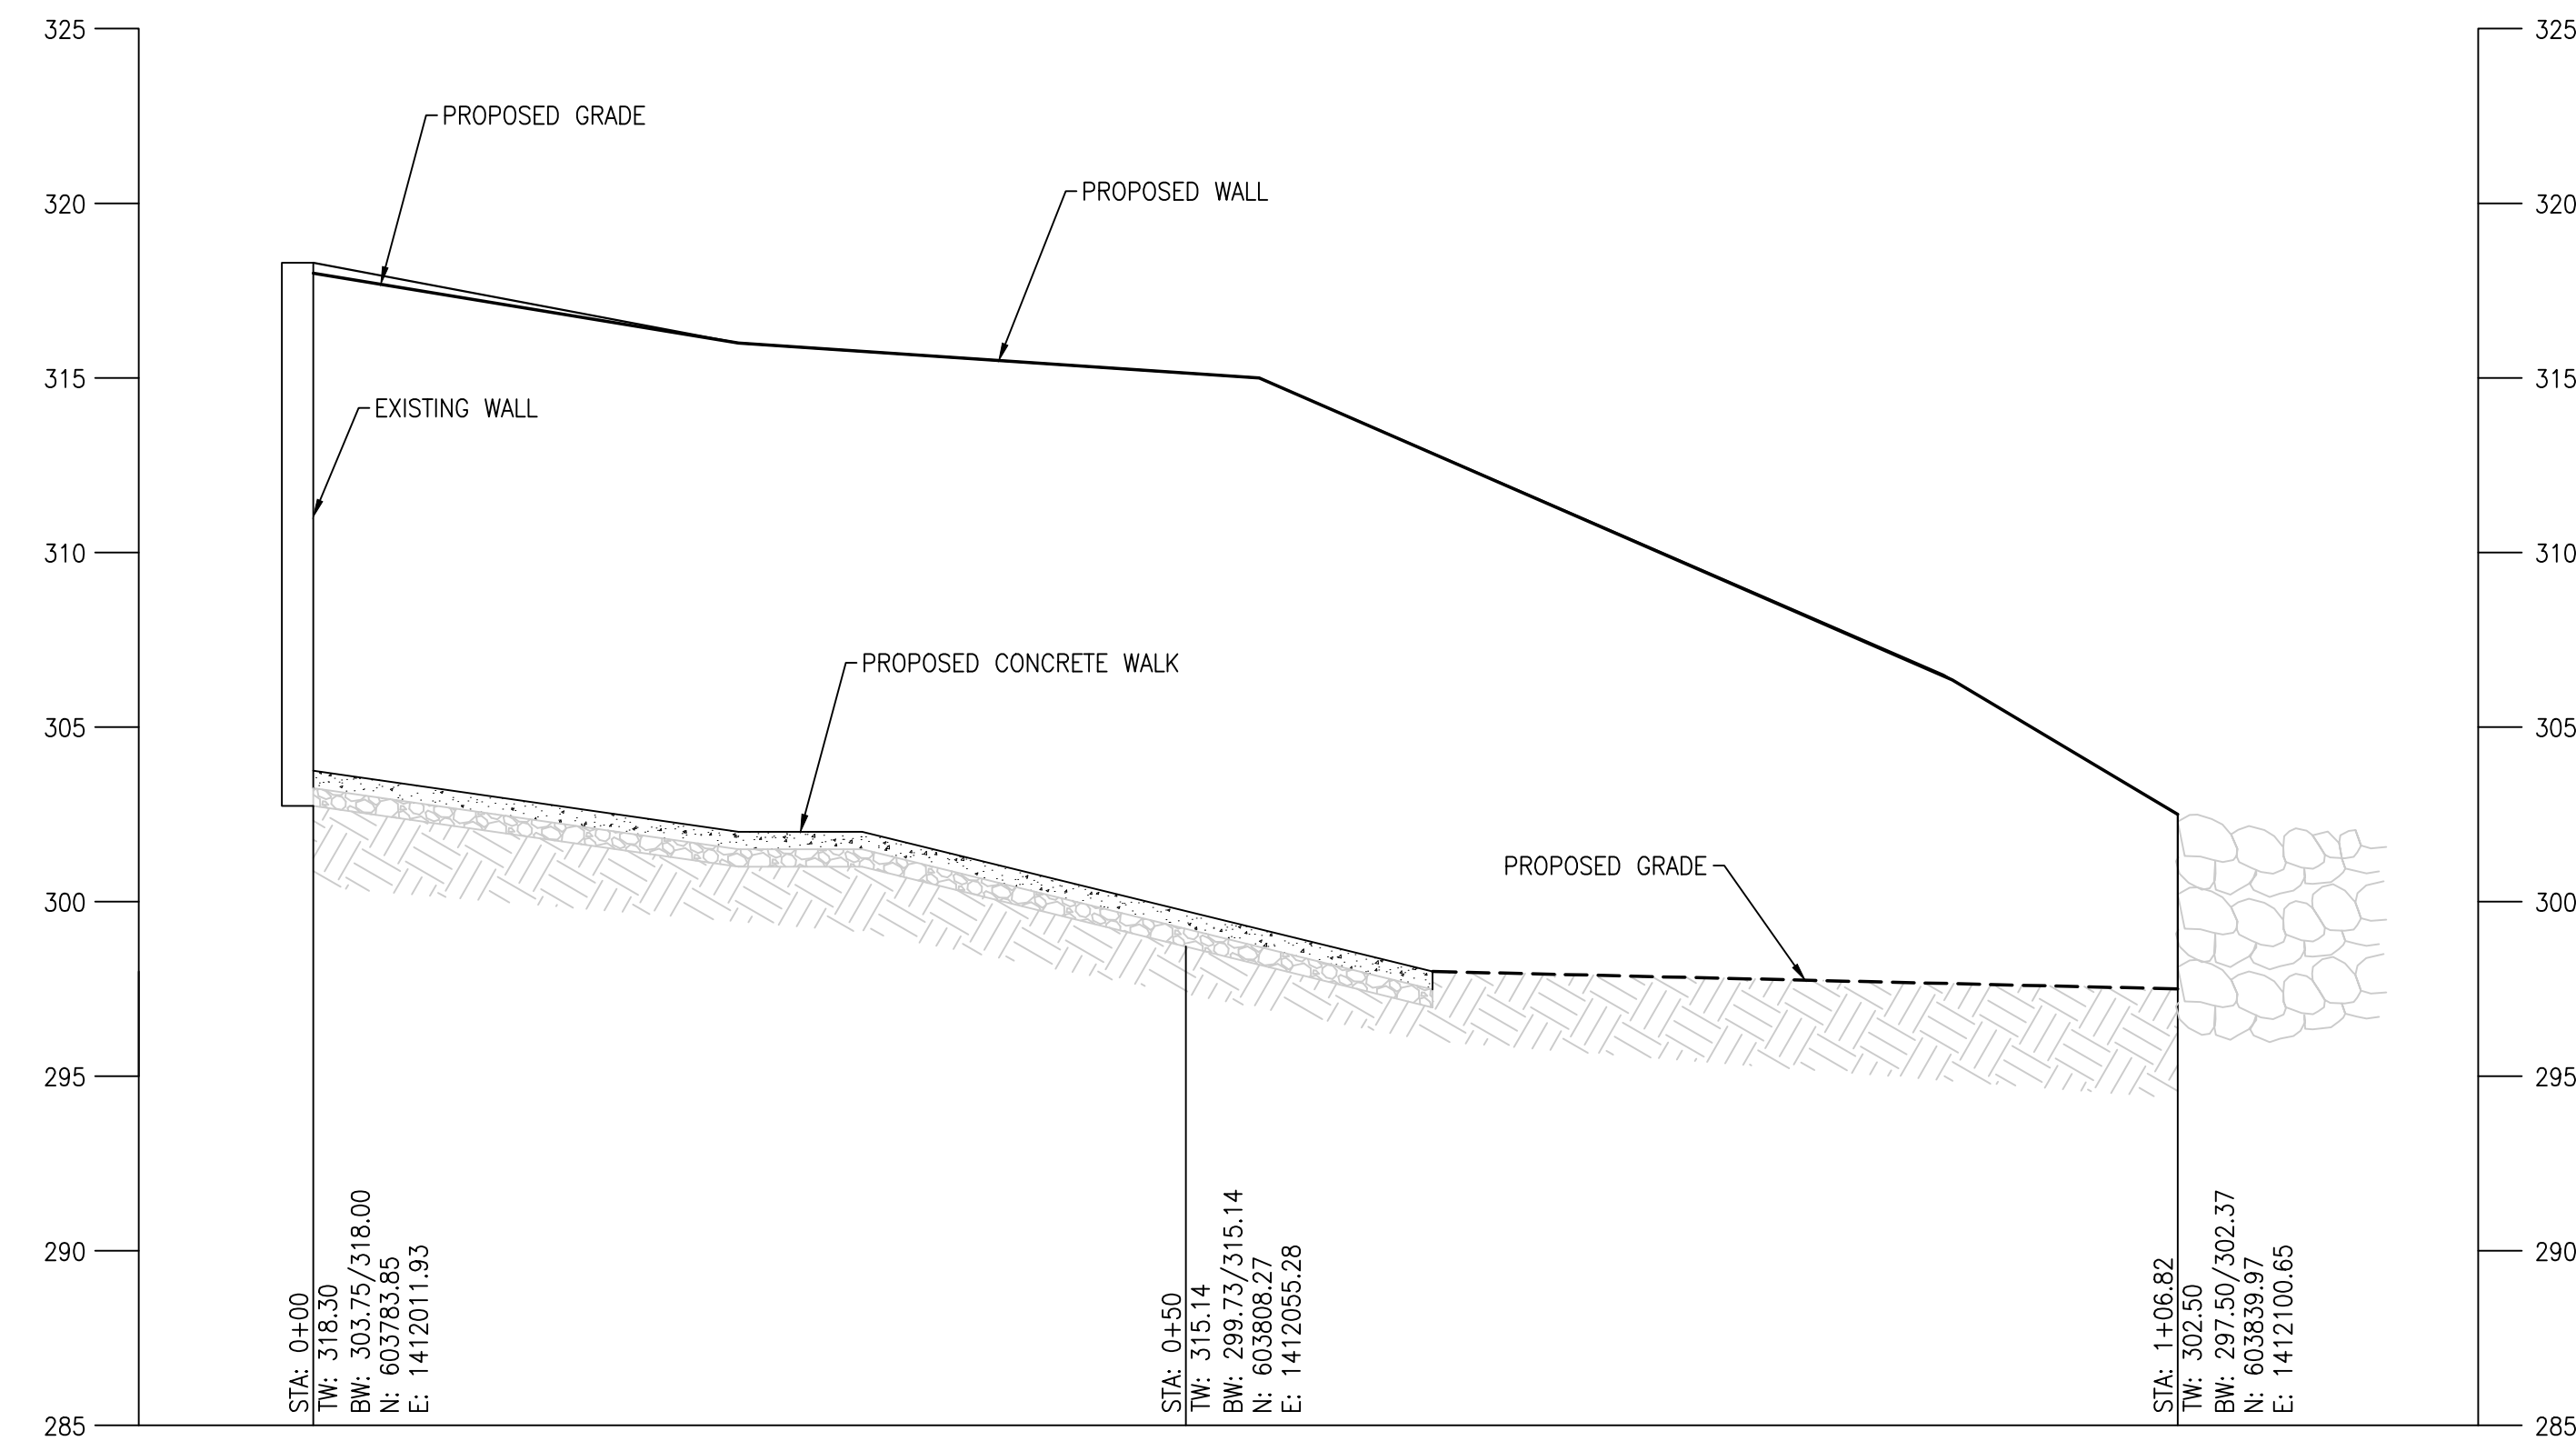 325
325
PROPOSED GRADE
PROPOSED WALL
320
320
315
315
EXISTING WALL
310
310
PROPOSED CONCRETE WALK
305
305
PROPOSED GRADE
300
300
295
295
290
290
STA: 0+00
TW: 318.30
BW: 303.75/318.00
N: 603783.85
E: 1412011.93
STA: 0+50
TW: 315.14
BW: 299.73/315.14
N: 603808.27
E: 1412055.28
STA: 1+06.82
TW: 302.50
BW: 297.50/302.37
N: 603839.97
E: 1412100.65
285
285